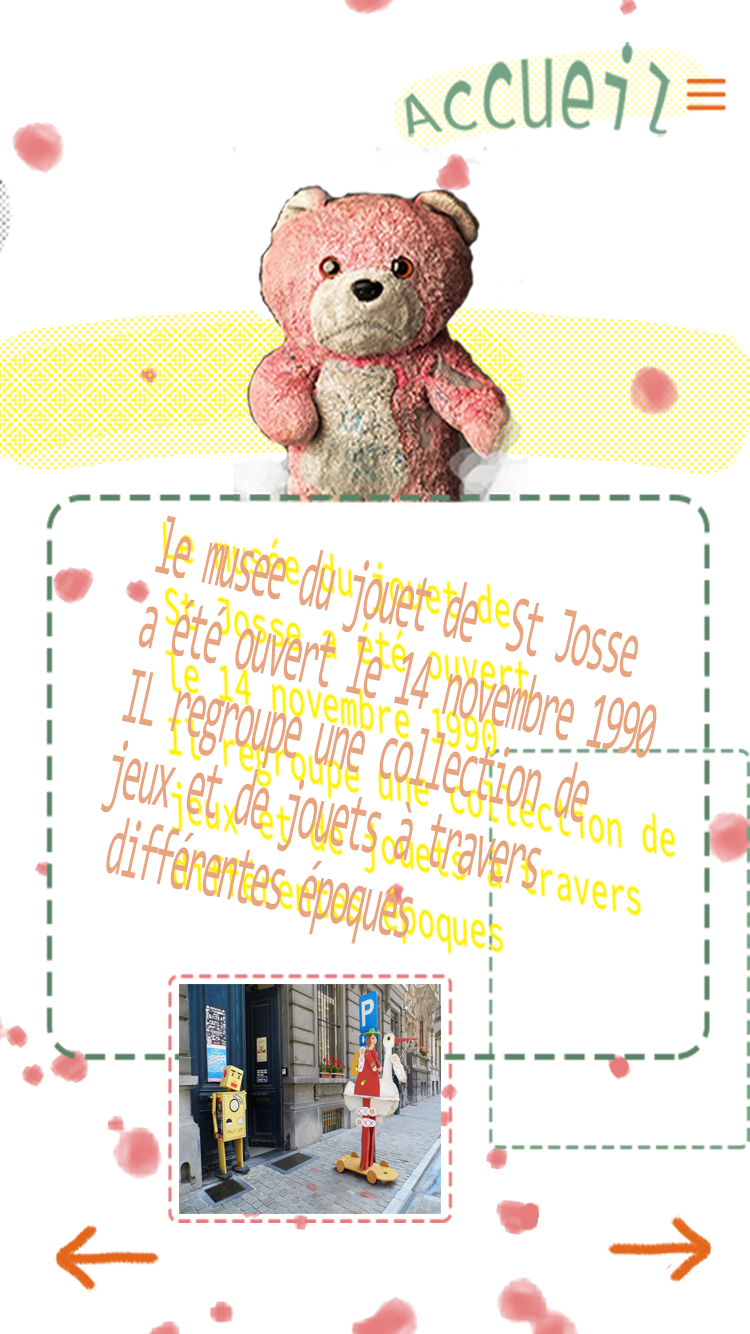 Accueil
le musée du jouet de St Josse
a été ouvert le 14 novembre 1990
IL regroupe une collection de
jeux et de jouets à travers
différentes époques
Le musée du jouet de
St Josse a été ouvert
le 14 novembre 1990
Il regroupe une collection de
jeux et de jouets à travers
différentes époques
P